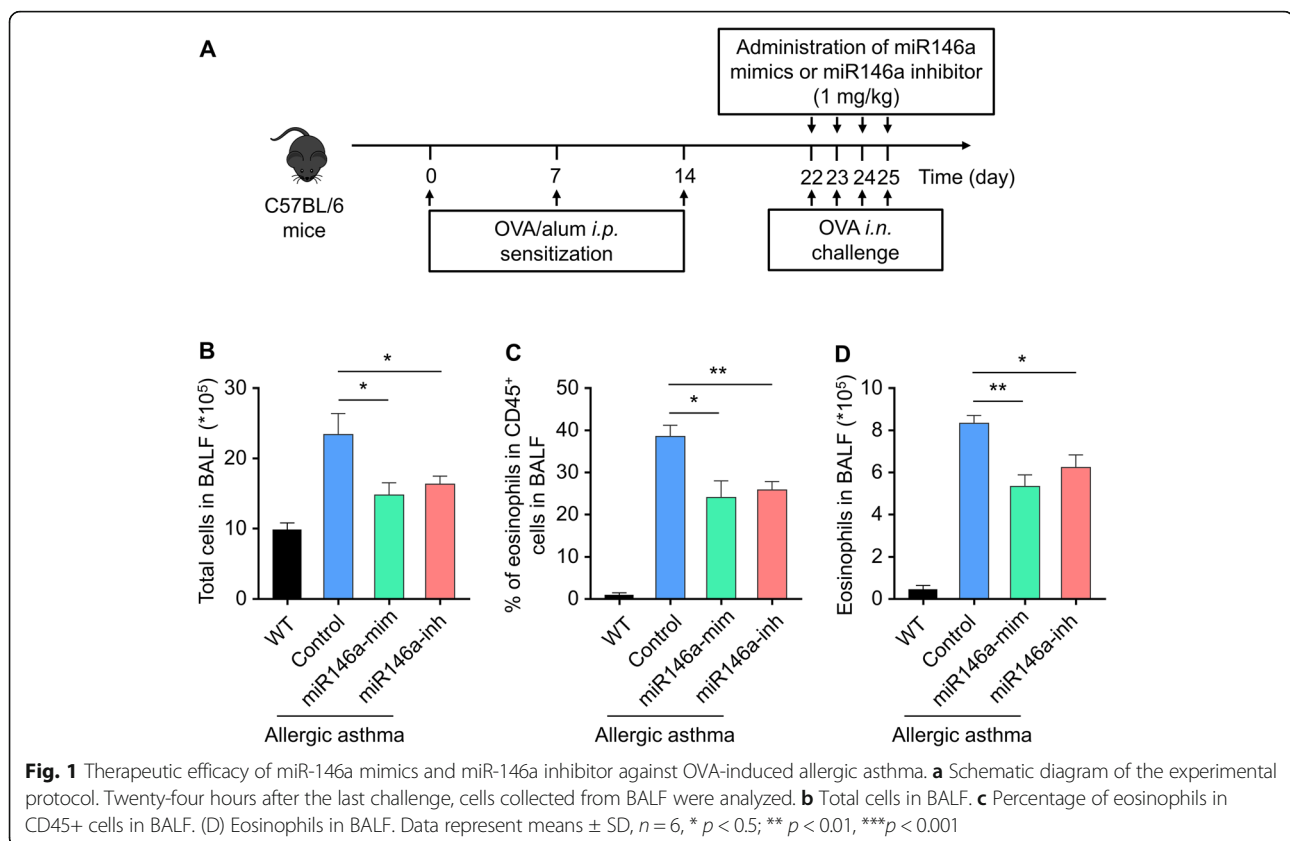 A
Administration of miR146a
mimics or miR146a inhibitor
(1 mg/kg)
C57BL/6
mice
0
7
14
22 23 24 25 Time (day)
OVA/alum i.p.
sensitization
OVA i.n.
challenge
B
Total cells in BALF (*10⁵)
30
20
10
0
*
*
WT
Control
miR146a-mim
miR146a-inh
Allergic asthma
C
% of eosinophils in CD45⁺
cells in BALF
50
40
30
20
10
0
**
*
WT
Control
miR146a-mim
miR146a-inh
Allergic asthma
D
Eosinophils in BALF (*10⁵)
8
6
4
2
0
*
**
WT
Control
miR146a-mim
miR146a-inh
Allergic asthma
Fig. 1 Therapeutic efficacy of miR-146a mimics and miR-146a inhibitor against OVA-induced allergic asthma. a Schematic diagram of the experimental
protocol. Twenty-four hours after the last challenge, cells collected from BALF were analyzed. b Total cells in BALF. c Percentage of eosinophils in
CD45+ cells in BALF. (D) Eosinophils in BALF. Data represent means ± SD, n = 6, * p < 0.5; ** p < 0.01, ***p < 0.001